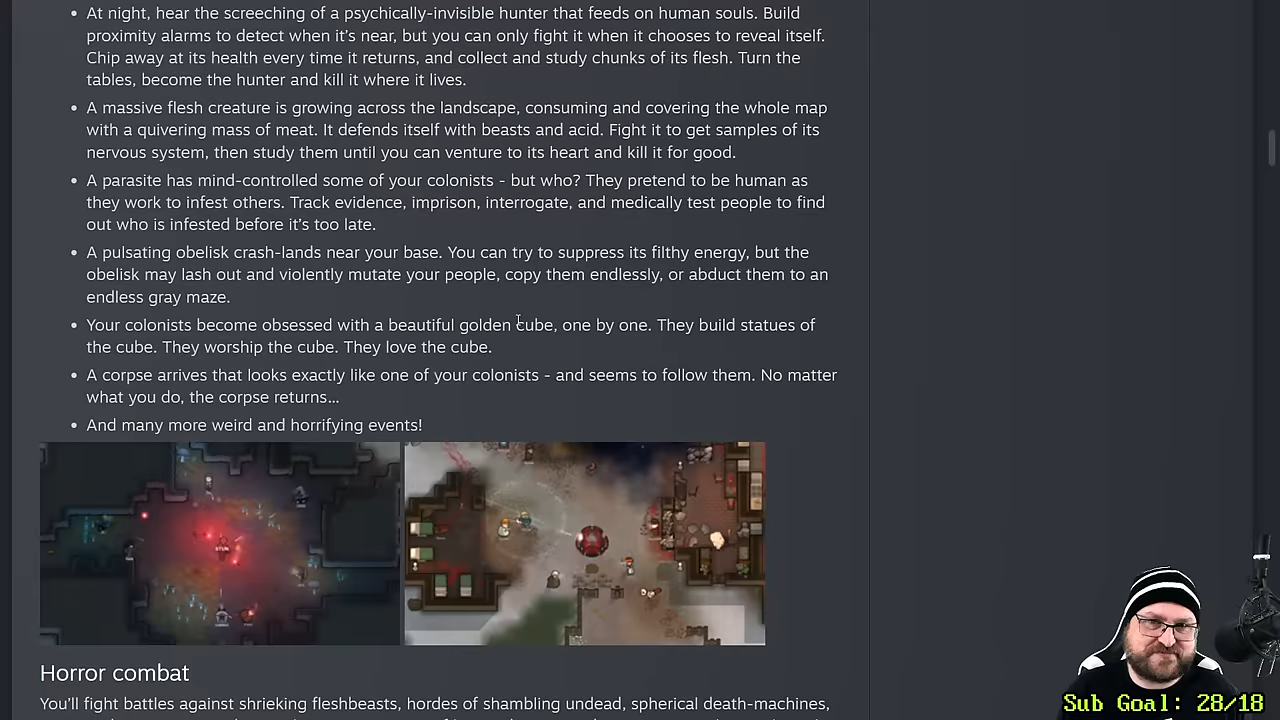 At night, hear the screeching of a psychically-invisible hunter that feeds on human souls. Build
proximity alarms to detect when it's near, but you can only fight it when it chooses to reveal itself.
Chip away at its health every time it returns, and collect and study chunks of its flesh. Turn the
tables, become the hunter and kill it where it lives.
A massive flesh creature is growing across the landscape, consuming and covering the whole map
with a quivering mass of meat. It defends itself with beasts and acid. Fight it to get samples of its
nervous system, then study them until you can venture to its heart and kill it for good.
A parasite has mind-controlled some of your colonists - but who? They pretend to be human as
they work to infest others. Track evidence, imprison, interrogate, and medically test people to find
out who is infested before it's too late.
A pulsating obelisk crash-lands near your base. You can try to suppress its filthy energy, but the
obelisk may lash out and violently mutate your people, copy them endlessly, or abduct them to an
endless gray maze.
Your colonists become obsessed with a beautiful golden cube, one by one. They build statues of
the cube. They worship the cube. They love the cube.
A corpse arrives that looks exactly like one of your colonists - and seems to follow them. No matter
what you do, the corpse returns...
And many more weird and horrifying events!
Horror combat
You'll fight battles against shrieking fleshbeasts, hordes of shambling undead, spherical death-machines,
Sub Goal: 28/18